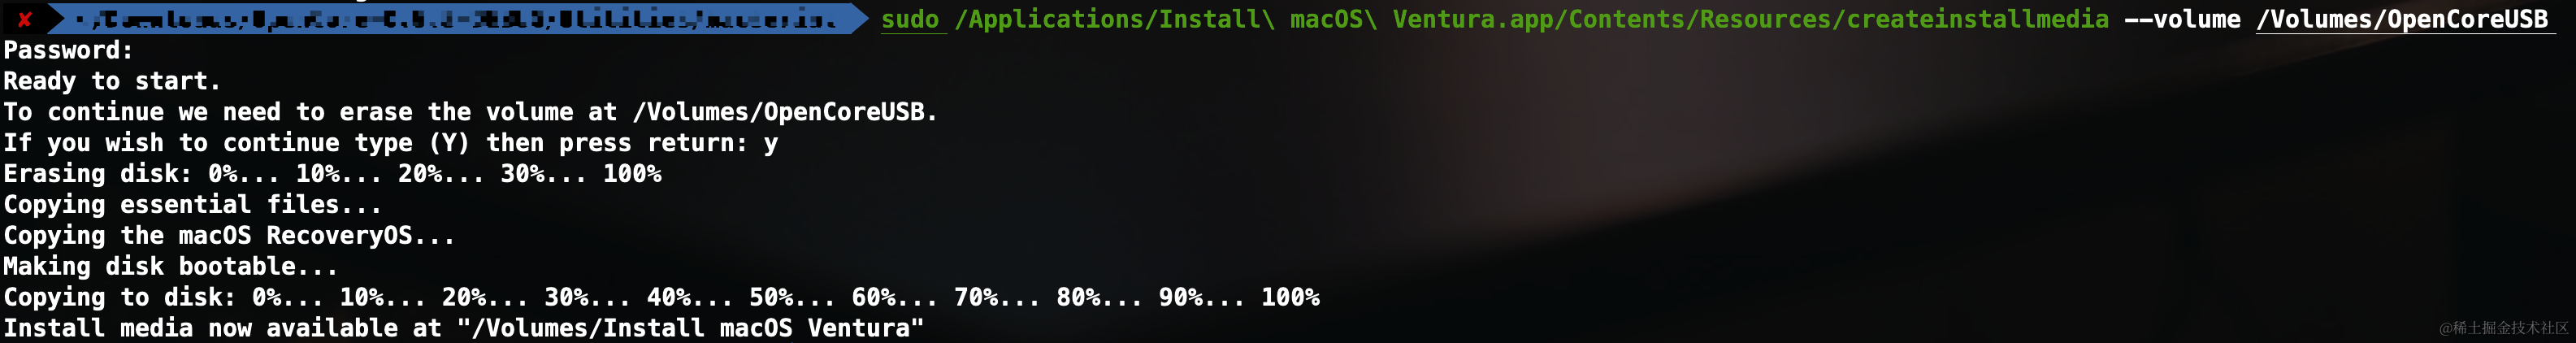 ✘ sudo /Applications/Install\ macOS\ Ventura.app/Contents/Resources/createinstallmedia --volume /Volumes/OpenCoreUSB
Password:
Ready to start.
To continue we need to erase the volume at /Volumes/OpenCoreUSB.
If you wish to continue type (Y) then press return: y
Erasing disk: 0%... 10%... 20%... 30%... 100%
Copying essential files...
Copying the macOS RecoveryOS...
Making disk bootable...
Copying to disk: 0%... 10%... 20%... 30%... 40%... 50%... 60%... 70%... 80%... 90%... 100%
Install media now available at "/Volumes/Install macOS Ventura"
@稀土掘金技术社区